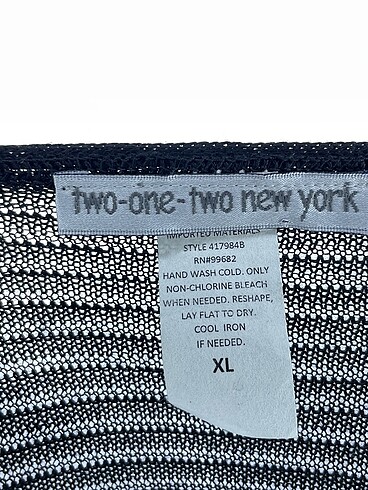 two-one-two new york
IMPORTED MATERIALS
STYLE 417984B
RN#99682
HAND WASH COLD. ONLY
NON-CHLORINE BLEACH
WHEN NEEDED. RESHAPE,
LAY FLAT TO DRY.
COOL IRON
IF NEEDED.
XL